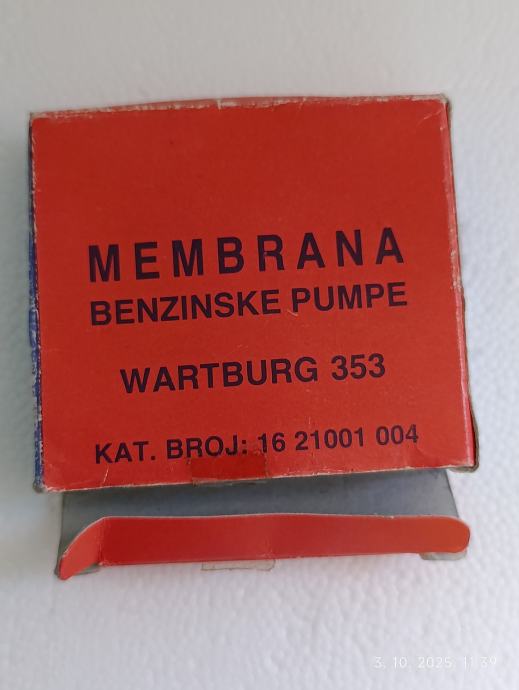 MEMBRANA
BENZINSKE PUMPE
WARTBURG 353
KAT. BROJ: 16 21001 004
3. 10. 2025 11:39